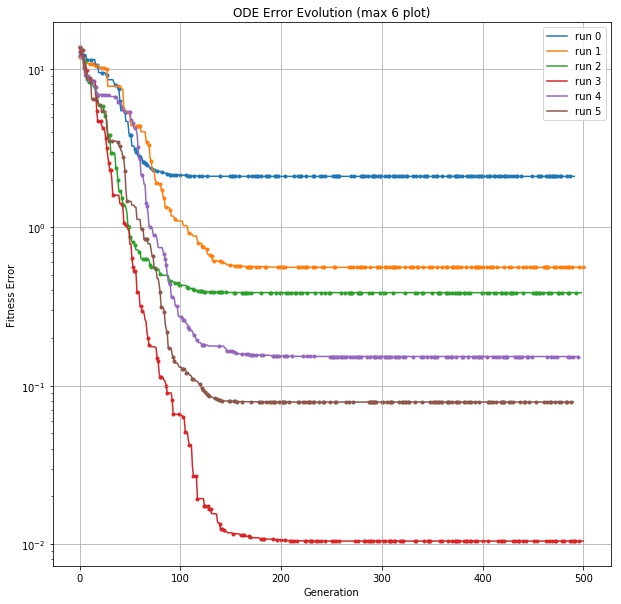 ODE Error Evolution (max 6 plot)
run 0
run 1
run 2
run 3
run 4
run 5
10¹
10⁰
10⁻¹
10⁻²
Fitness Error
0 100 200 300 400 500
Generation